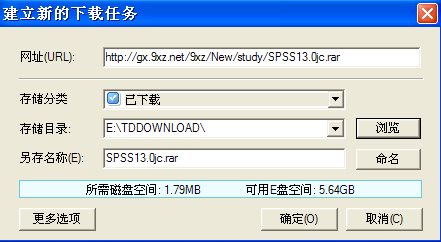 建立新的下载任务
网址(URL): http://gx.9xz.net/9xz/New/study/SPSS13.0jc.rar
存储分类 已下载
存储目录: E:\TDDOWNLOAD\ 浏览
另存名称(E): SPSS13.0jc.rar 命名
所需磁盘空间: 1.79MB 可用E盘空间: 5.64GB
更多选项 确定(O) 取消(C)